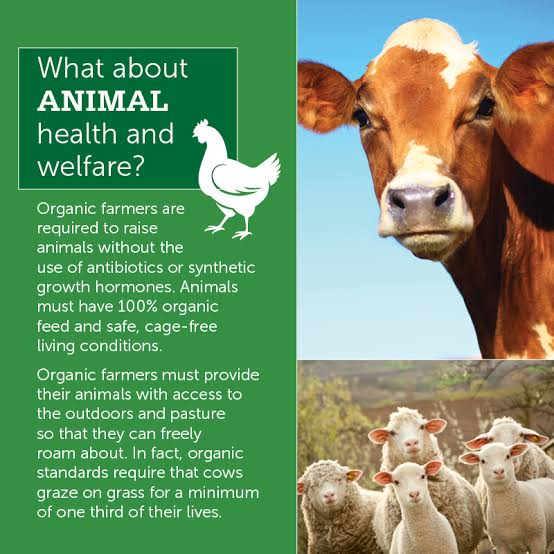 What about
ANIMAL
health and
welfare?
Organic farmers are
required to raise
animals without the
use of antibiotics or synthetic
growth hormones. Animals
must have 100% organic
feed and safe, cage-free
living conditions.
Organic farmers must provide
their animals with access to
the outdoors and pasture
so that they can freely
roam about. In fact, organic
standards require that cows
graze on grass for a minimum
of one third of their lives.